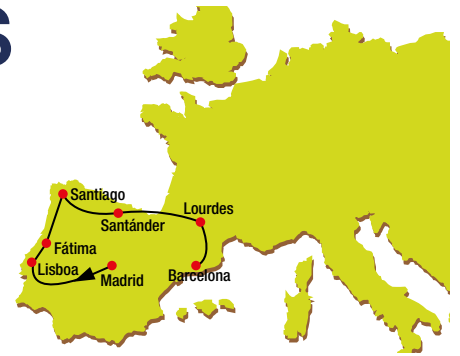 S
Santiago
Lourdes
Santánder
Fátima
Lisboa
Madrid
Barcelona